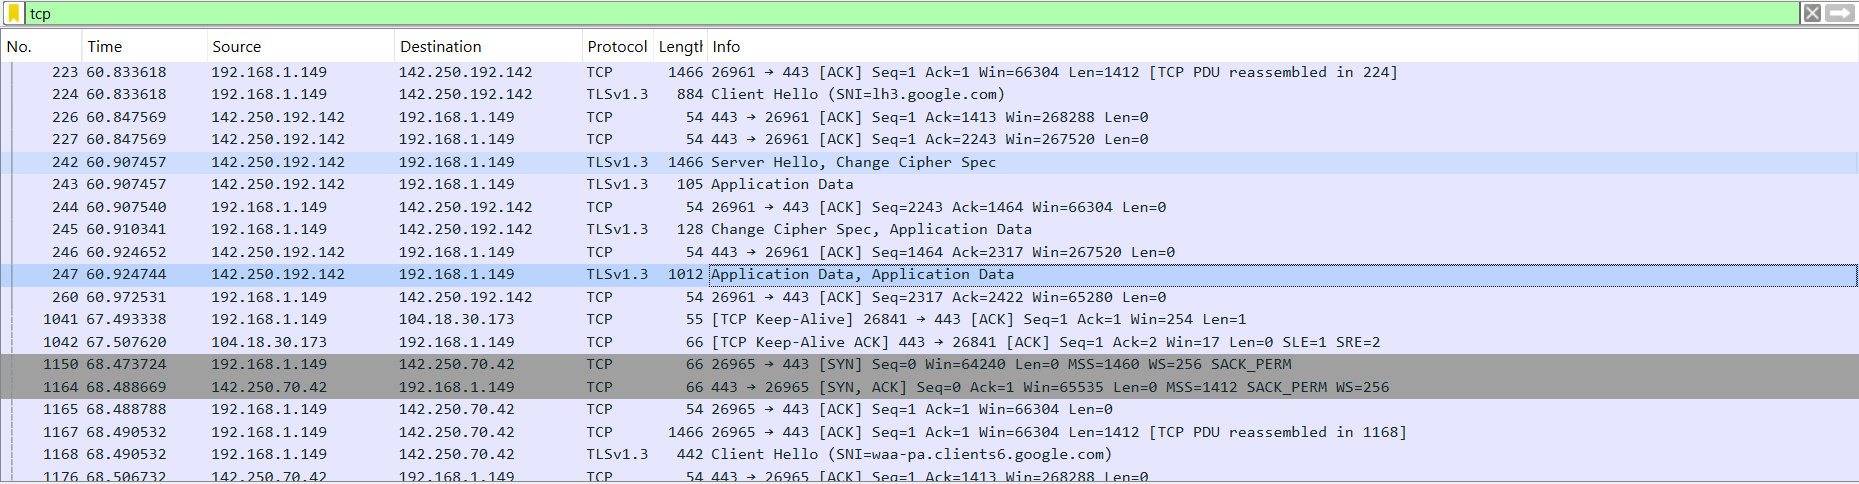 tcp
No. Time Source Destination Protocol Length Info
223 60.833618 192.168.1.149 142.250.192.142 TCP 1466 26961 → 443 [ACK] Seq=1 Ack=1 Win=66304 Len=1412 [TCP PDU reassembled in 224]
224 60.833618 192.168.1.149 142.250.192.142 TLSv1.3 884 Client Hello (SNI=lh3.google.com)
226 60.847569 142.250.192.142 192.168.1.149 TCP 54 443 → 26961 [ACK] Seq=1 Ack=1413 Win=268288 Len=0
227 60.847569 142.250.192.142 192.168.1.149 TCP 54 443 → 26961 [ACK] Seq=1 Ack=2243 Win=267520 Len=0
242 60.907457 142.250.192.142 192.168.1.149 TLSv1.3 1466 Server Hello, Change Cipher Spec
243 60.907457 142.250.192.142 192.168.1.149 TLSv1.3 105 Application Data
244 60.907540 192.168.1.149 142.250.192.142 TCP 54 26961 → 443 [ACK] Seq=2243 Ack=1464 Win=66304 Len=0
245 60.910341 192.168.1.149 142.250.192.142 TLSv1.3 128 Change Cipher Spec, Application Data
246 60.924652 142.250.192.142 192.168.1.149 TCP 54 443 → 26961 [ACK] Seq=1464 Ack=2317 Win=267520 Len=0
247 60.924744 142.250.192.142 192.168.1.149 TLSv1.3 1012 Application Data, Application Data
260 60.972531 192.168.1.149 142.250.192.142 TCP 54 26961 → 443 [ACK] Seq=2317 Ack=2422 Win=65280 Len=0
1041 67.493338 192.168.1.149 104.18.30.173 TCP 55 [TCP Keep-Alive] 26841 → 443 [ACK] Seq=1 Ack=1 Win=254 Len=1
1042 67.507620 104.18.30.173 192.168.1.149 TCP 66 [TCP Keep-Alive ACK] 443 → 26841 [ACK] Seq=1 Ack=2 Win=17 Len=0 SLE=1 SRE=2
1150 68.473724 192.168.1.149 142.250.70.42 TCP 66 26965 → 443 [SYN] Seq=0 Win=64240 Len=0 MSS=1460 WS=256 SACK_PERM
1164 68.488669 142.250.70.42 192.168.1.149 TCP 66 443 → 26965 [SYN, ACK] Seq=0 Ack=1 Win=65535 Len=0 MSS=1412 SACK_PERM WS=256
1165 68.488788 192.168.1.149 142.250.70.42 TCP 54 26965 → 443 [ACK] Seq=1 Ack=1 Win=66304 Len=0
1167 68.490532 192.168.1.149 142.250.70.42 TCP 1466 26965 → 443 [ACK] Seq=1 Ack=1 Win=66304 Len=1412 [TCP PDU reassembled in 1168]
1168 68.490532 192.168.1.149 142.250.70.42 TLSv1.3 442 Client Hello (SNI=waa-pa.clients6.google.com)
1176 68.506732 142.250.70.42 192.168.1.149 TCP 54 443 → 26965 [ACK] Seq=1 Ack=1413 Win=268288 Len=0